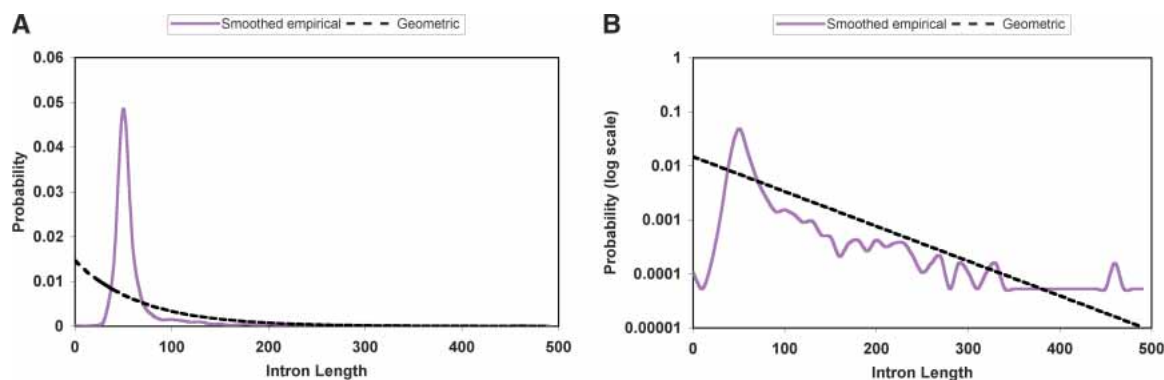 A
Smoothed empirical Geometric
0.06
0.05
0.04
0.03
0.02
0.01
0
Probability
0 100 200 300 400 500
Intron Length
B
Smoothed empirical Geometric
1
0.1
0.01
0.001
0.0001
0.00001
Probability (log scale)
0 100 200 300 400 500
Intron Length